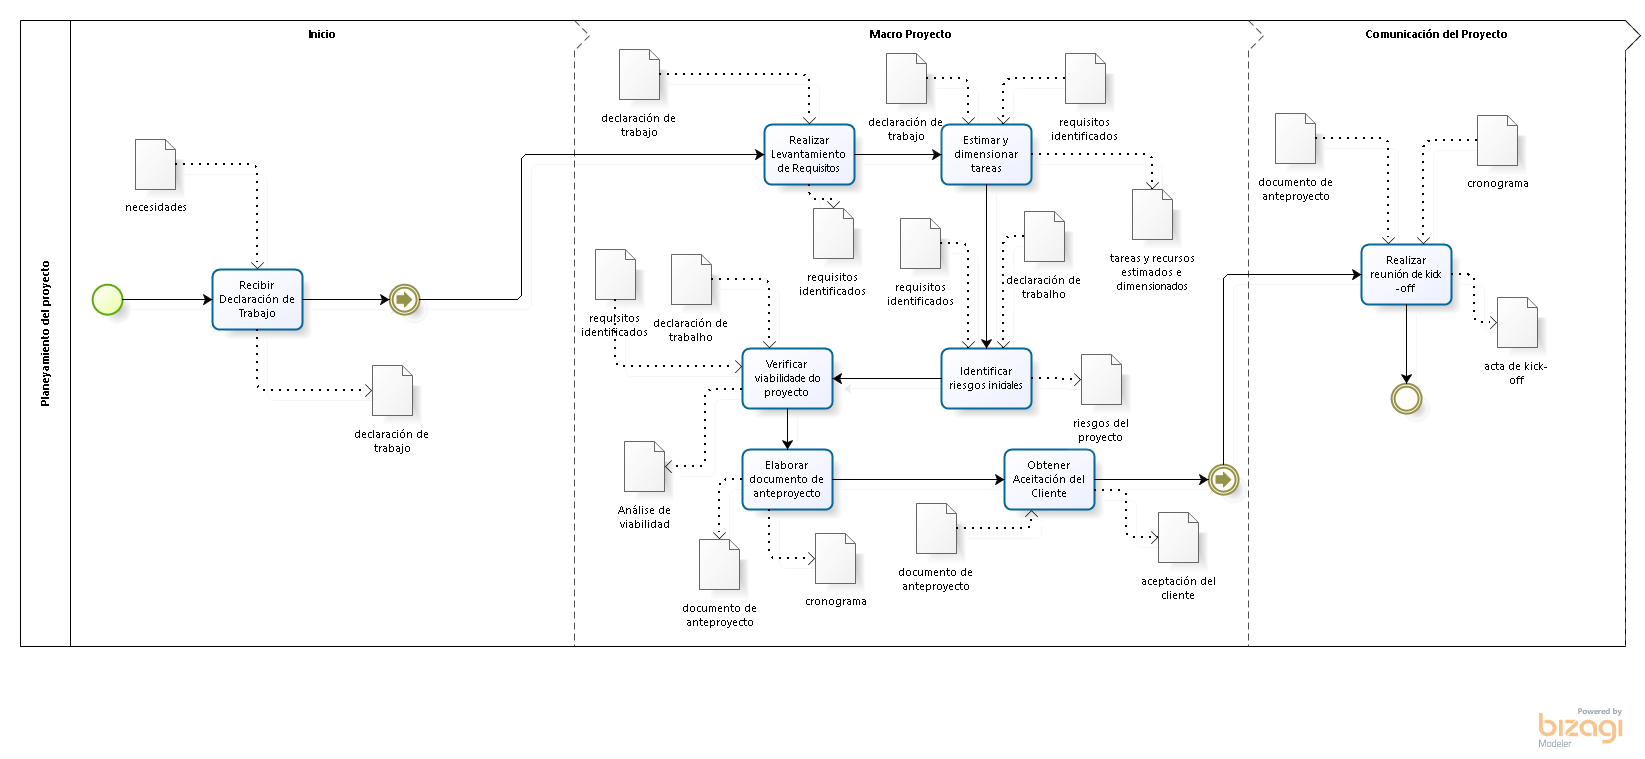 Planeyamiento del proyecto
Inicio
Macro Proyecto
Comunicación del Proyecto
necesidades
Recibir
Declaración de
Trabajo
declaración de
trabajo
declaración de
trabajo
Realizar
Levantamiento
de Requisitos
requisitos
identificados
declaración de
trabajo
requisitos
identificados
Estimar y
dimensionar
tareas
tareas y recursos
estimados e
dimensionados
requisitos
identificados
declaración de
trabalho
Identificar
riesgos iniciales
riesgos del
proyecto
requisitos
identificados
declaración de
trabalho
Verificar
viabilidade do
proyecto
Análise de
viabilidad
Elaborar
documento de
anteproyecto
documento de
anteproyecto
cronograma
Obtener
Aceitación del
Cliente
documento de
anteproyecto
aceptación del
cliente
documento de
anteproyecto
cronograma
Realizar
reunión de kick
-off
acta de kick-
off
Powered by
bizagi
Modeler